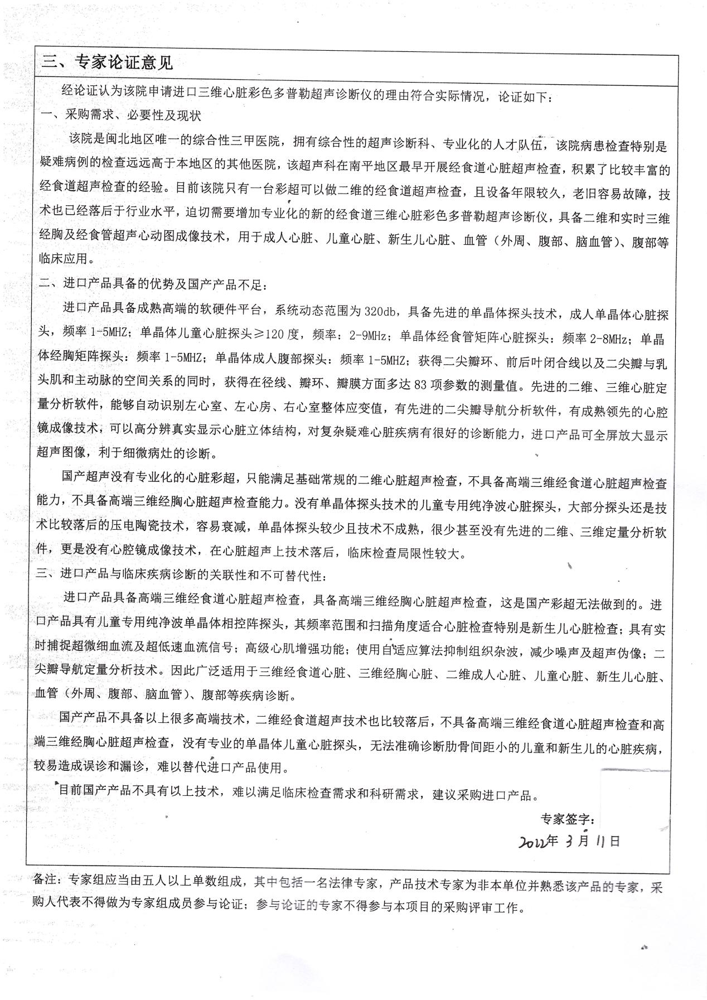 三、专家论证意见
经论证认为该院申请进口三维心脏彩色多普勒超声诊断仪的理由符合实际情况，论证如下：
一、采购需求、必要性及现状
该院是闽北地区唯一的综合性三甲医院，拥有综合性的超声诊断科、专业化的人才队伍，该院病患检查特别是
疑难病例的检查远远高于本地区的其他医院，该超声科在南平地区最早开展经食道心脏超声检查，积累了比较丰富的
经食道超声检查的经验。目前该院只有一台彩超可以做二维的经食道超声检查，且设备年限较久，老旧容易故障，技
术也已经落后于行业水平，迫切需要增加专业化的新的经食道三维心脏彩色多普勒超声诊断仪，具备二维和实时三维
经胸及经食管超声心动图成像技术，用于成人心脏、儿童心脏、新生儿心脏、血管（外周、腹部、脑血管）、腹部等
临床应用。
二、进口产品具备的优势及国产产品不足：
进口产品具备成熟高端的软硬件平台，系统动态范围为320db，具备先进的单晶体探头技术，成人单晶体心脏探
头，频率1-5MHZ；单晶体儿童心脏探头≥120度，频率：2-9MHz；单晶体经食管矩阵心脏探头：频率2-8MHz；单晶
体经胸矩阵探头：频率1-5MHZ；单晶体成人腹部探头：频率1-5MHZ；获得二尖瓣环、前后叶闭合线以及二尖瓣与乳
头肌和主动脉的空间关系的同时，获得在径线、瓣环、瓣膜方面多达83项参数的测量值。先进的二维、三维心脏定
量分析软件，能够自动识别左心室、左心房、右心室整体应变值，有先进的二尖瓣导航分析软件，有成熟领先的心腔
镜成像技术，可以高分辨真实显示心脏立体结构，对复杂疑难心脏疾病有很好的诊断能力，进口产品可全屏放大显示
超声图像，利于细微病灶的诊断。
国产超声没有专业化的心脏彩超，只能满足基础常规的二维心脏超声检查，不具备高端三维经食道心脏超声检查
能力，不具备高端三维经胸心脏超声检查能力。没有单晶体探头技术的儿童专用纯净波心脏探头，大部分探头还是技
术比较落后的压电陶瓷技术，容易衰减，单晶体探头较少且技术不成熟，很少甚至没有先进的二维、三维定量分析软
件，更是没有心腔镜成像技术，在心脏超声上技术落后，临床检查局限性较大。
三、进口产品与临床疾病诊断的关联性和不可替代性：
进口产品具备高端三维经食道心脏超声检查，具备高端三维经胸心脏超声检查，这是国产彩超无法做到的。进
口产品具有儿童专用纯净波单晶体相控阵探头，其频率范围和扫描角度适合心脏检查特别是新生儿心脏检查；具有实
时捕捉超微细血流及超低速血流信号；高级心肌增强功能；使用自适应算法抑制组织杂波，减少噪声及超声伪像；二
尖瓣导航定量分析技术。因此广泛适用于三维经食道心脏、三维经胸心脏、二维成人心脏、儿童心脏、新生儿心脏、
血管（外周、腹部、脑血管）、腹部等疾病诊断。
国产产品不具备以上很多高端技术，二维经食道超声技术也比较落后，不具备高端三维经食道心脏超声检查和高
端三维经胸心脏超声检查，没有专业的单晶体儿童心脏探头，无法准确诊断肋骨间距小的儿童和新生儿的心脏疾病，
较易造成误诊和漏诊，难以替代进口产品使用。
目前国产产品不具有以上技术，难以满足临床检查需求和科研需求，建议采购进口产品。
专家签字：
2022年3月11日
备注：专家组应当由五人以上单数组成，其中包括一名法律专家，产品技术专家为非本单位并熟悉该产品的专家，采
购人代表不得做为专家组成员参与论证；参与论证的专家不得参与本项目的采购评审工作。